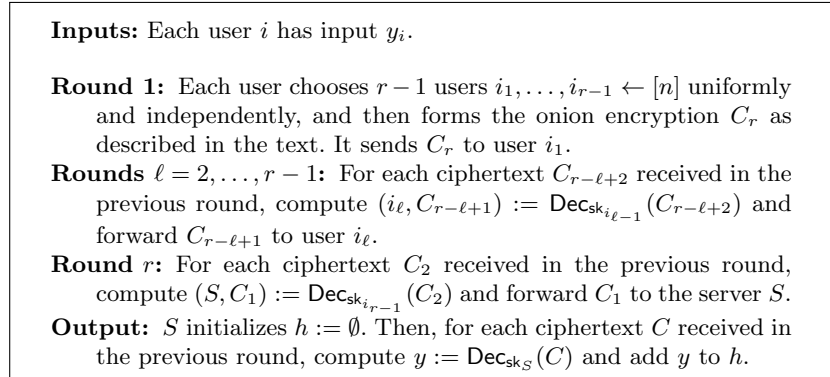 Inputs: Each user i has input y_i.
Round 1: Each user chooses r − 1 users i_1, . . . , i_{r−1} ← [n] uniformly
and independently, and then forms the onion encryption C_r as
described in the text. It sends C_r to user i_1.
Rounds ℓ = 2, . . . , r − 1: For each ciphertext C_{r−ℓ+2} received in the
previous round, compute (i_ℓ, C_{r−ℓ+1}) := Dec_{sk_{i_{ℓ−1}}}(C_{r−ℓ+2}) and
forward C_{r−ℓ+1} to user i_ℓ.
Round r: For each ciphertext C_2 received in the previous round,
compute (S, C_1) := Dec_{sk_{i_{r−1}}}(C_2) and forward C_1 to the server S.
Output: S initializes h := ∅. Then, for each ciphertext C received in
the previous round, compute y := Dec_{sk_S}(C) and add y to h.